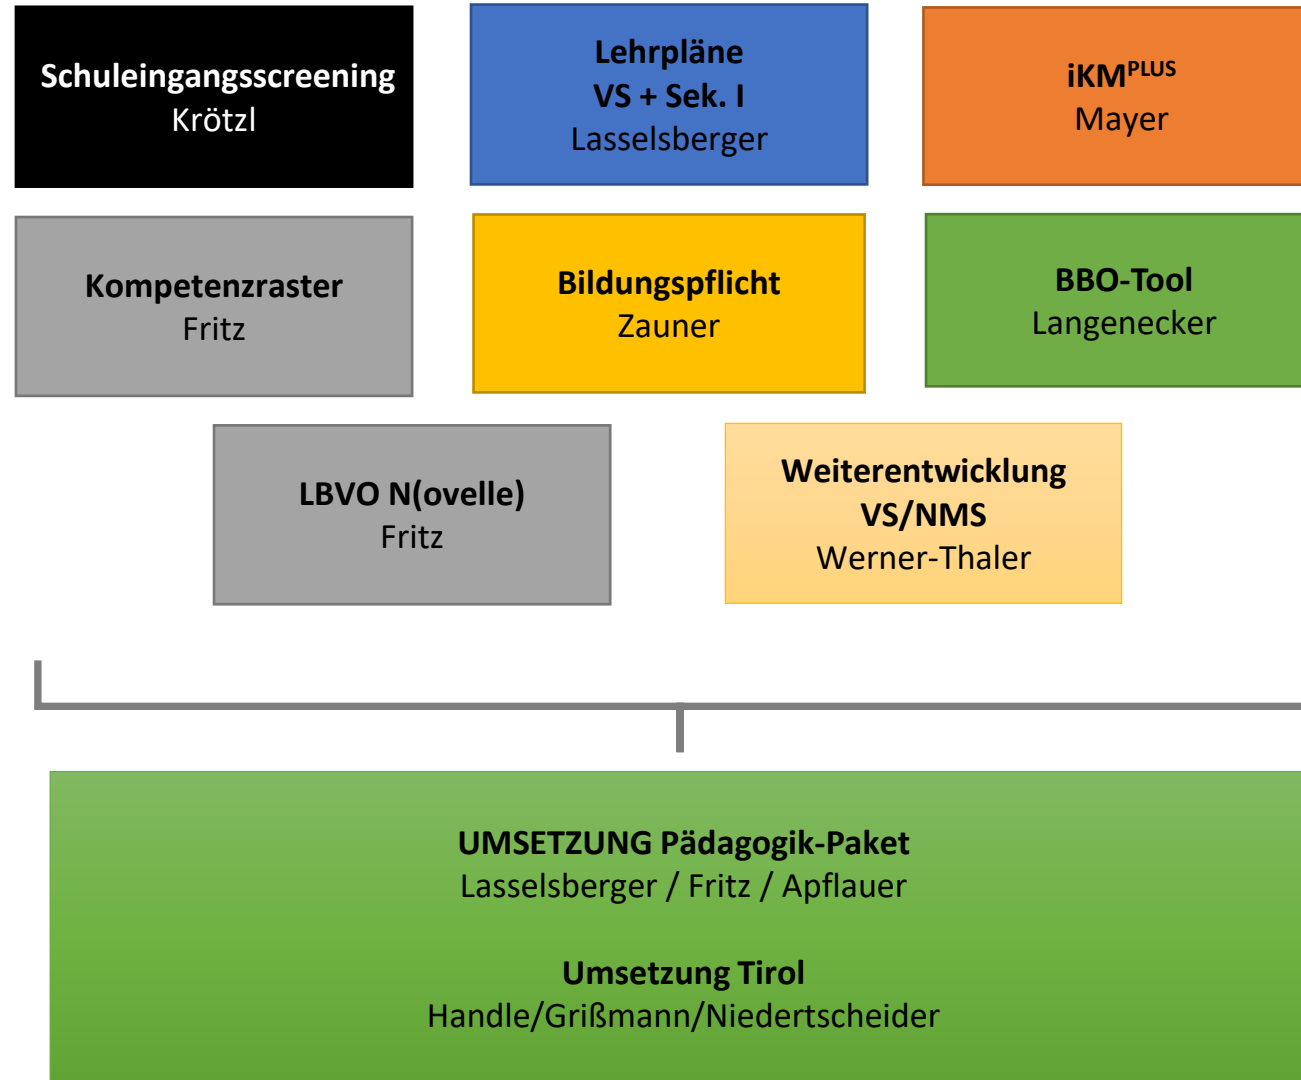 Schuleingangsscreening
Krötzl
Lehrpläne
VS + Sek. I
Lasselsberger
iKMPLUS
Mayer
Kompetenzraster
Fritz
Bildungspflicht
Zauner
BBO-Tool
Langenecker
LBVO N(ovelle)
Fritz
Weiterentwicklung
VS/NMS
Werner-Thaler
UMSETZUNG Pädagogik-Paket
Lasselsberger / Fritz / Apflauer
Umsetzung Tirol
Handle/Grißmann/Niedertscheider